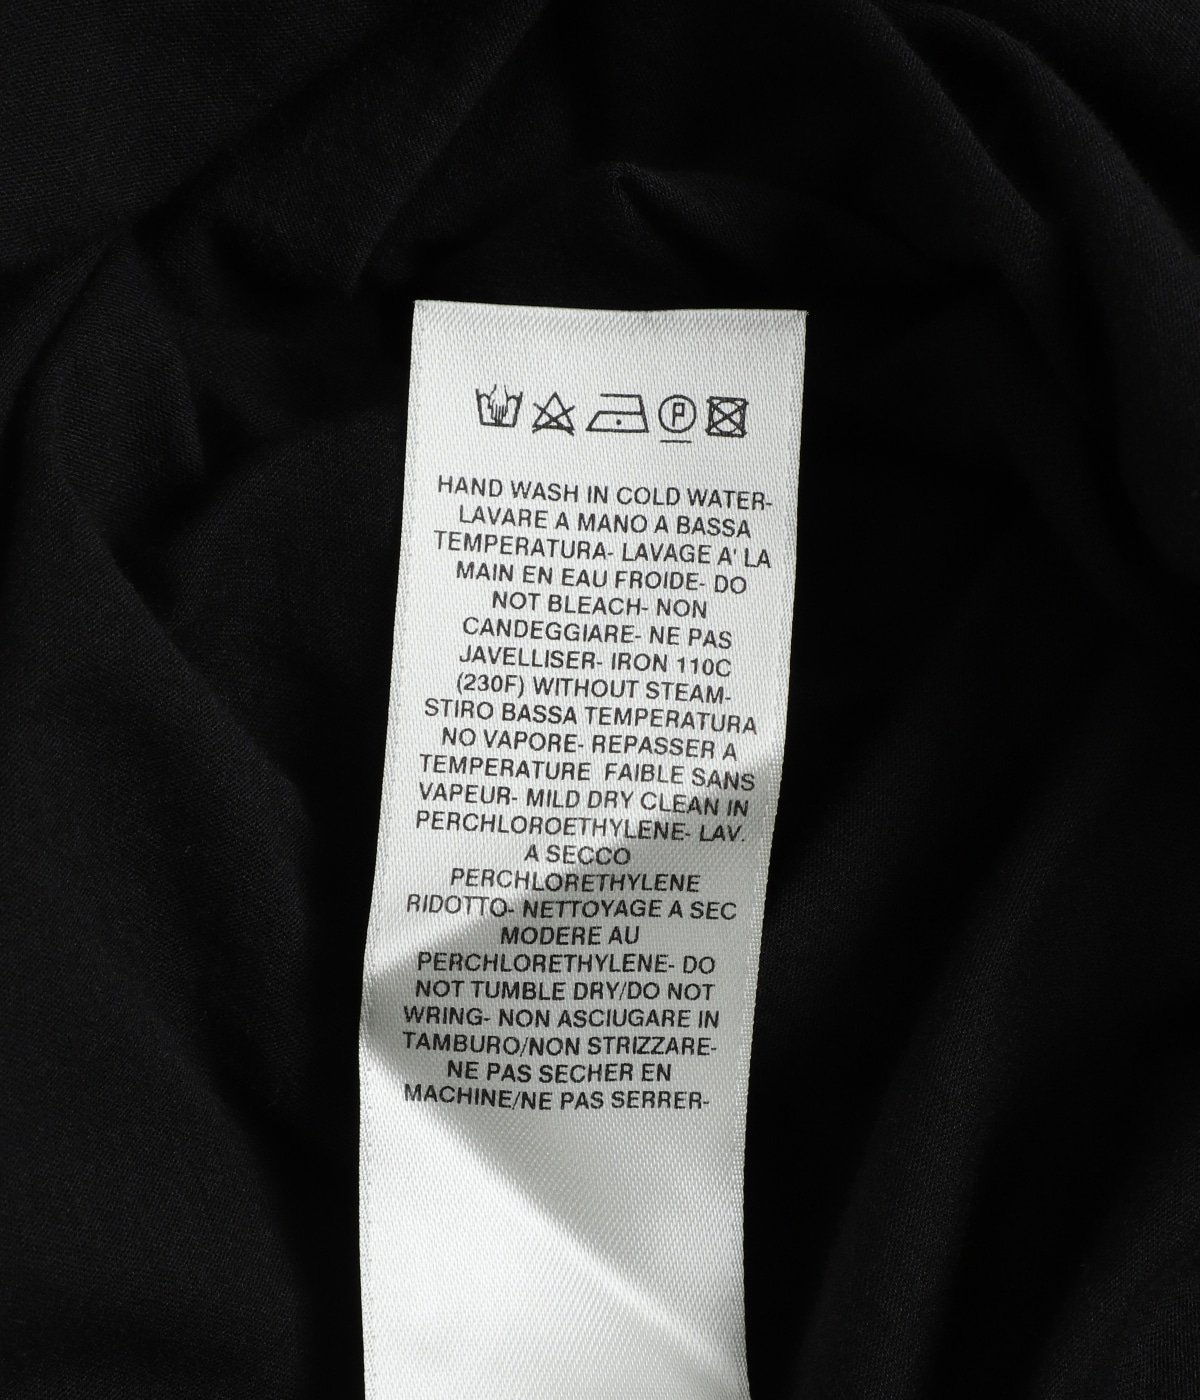 P
HAND WASH IN COLD WATER-
LAVARE A MANO A BASSA
TEMPERATURA- LAVAGE A' LA
MAIN EN EAU FROIDE- DO
NOT BLEACH- NON
CANDEGGIARE- NE PAS
JAVELLISER- IRON 110C
(230F) WITHOUT STEAM-
STIRO BASSA TEMPERATURA
NO VAPORE- REPASSER A
TEMPERATURE FAIBLE SANS
VAPEUR- MILD DRY CLEAN IN
PERCHLOROETHYLENE- LAV.
A SECCO
PERCHLORETHYLENE
RIDOTTO- NETTOYAGE A SEC
MODERE AU
PERCHLORETHYLENE- DO
NOT TUMBLE DRY/DO NOT
WRING- NON ASCIUGARE IN
TAMBURO/NON STRIZZARE-
NE PAS SECHER EN
MACHINE/NE PAS SERRER-